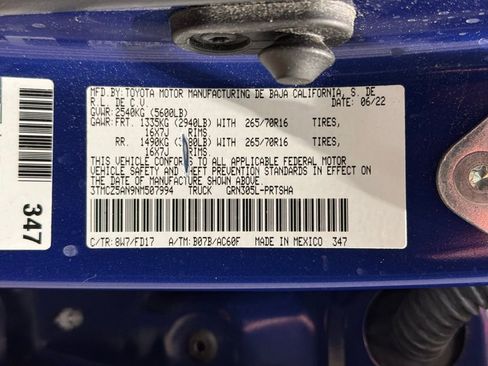 MFD.BY:TOYOTA MOTOR MANUFACTURING DE BAJA CALIFORNIA, S. DE
R.L. DE C.V. DATE: 06/22
GVWR:2540KG (5600LB)
GAWR:FRT. 1335KG (2940LB) WITH 265/70R16 TIRES,
16X7J RIMS
RR. 1490KG ( 80LB) WITH 265/70R16 TIRES,
16X7J RIMS
THIS VEHICLE CONFORMS TO ALL APPLICABLE FEDERAL MOTOR
VEHICLE SAFETY AND THEFT PREVENTION STANDARDS IN EFFECT ON
THE DATE OF MANUFACTURE SHOWN ABOVE.
3TMCZ5AN9NM507994 TRUCK GRN305L-PRTSHA
C/TR:8W7/FD17 A/TM:B07B/AC60F MADE IN MEXICO 347
347